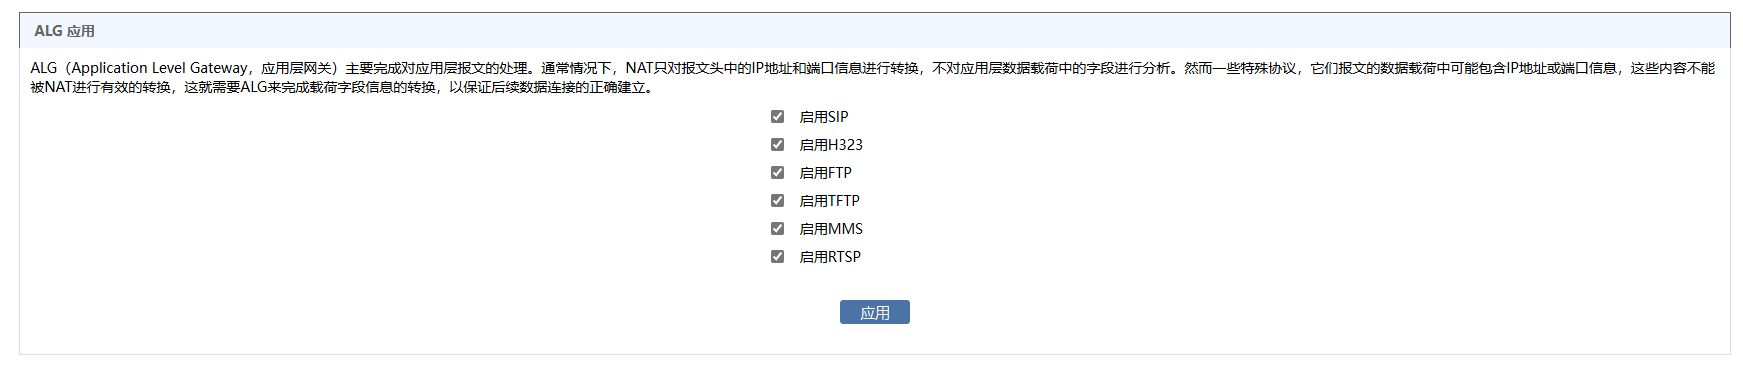 ALG 应用
ALG（Application Level Gateway，应用层网关）主要完成对应用层报文的处理。通常情况下，NAT只对报文头中的IP地址和端口信息进行转换，不对应用层数据载荷中的字段进行分析。然而一些特殊协议，它们报文的数据载荷中可能包含IP地址或端口信息，这些内容不能
被NAT进行有效的转换，这就需要ALG来完成载荷字段信息的转换，以保证后续数据连接的正确建立。
启用SIP
启用H323
启用FTP
启用TFTP
启用MMS
启用RTSP
应用